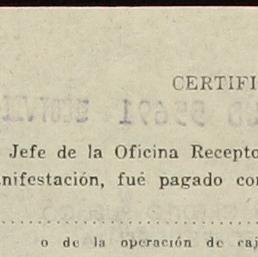 CERTIFI
Jefe de la Oficina Recepto
nifestación, fué pagado co
o de la operación de caj